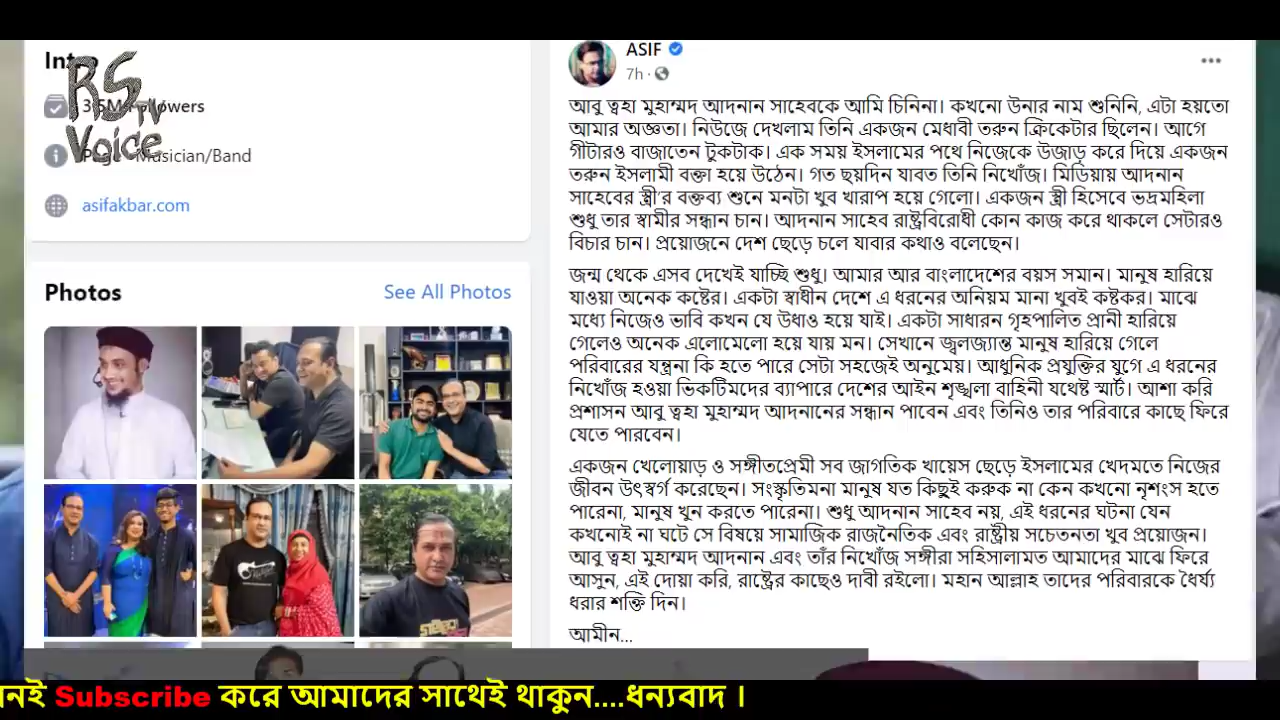 Intro
RS TV Voice
3.5M Followers
Page · Musician/Band
asifakbar.com
Photos
See All Photos
ASIF
7h
আবু ত্বহা মুহাম্মদ আদনান সাহেবকে আমি চিনিনা। কখনো উনার নাম শুনিনি, এটা হয়তো
আমার অজ্ঞতা। নিউজে দেখলাম তিনি একজন মেধাবী তরুন ক্রিকেটার ছিলেন। আগে
গীটারও বাজাতেন টুকটাক। এক সময় ইসলামের পথে নিজেকে উজাড় করে দিয়ে একজন
তরুন ইসলামী বক্তা হয়ে উঠেন। গত ছয়দিন যাবত তিনি নিখোঁজ। মিডিয়ায় আদনান
সাহেবের স্ত্রী'র বক্তব্য শুনে মনটা খুব খারাপ হয়ে গেলো। একজন স্ত্রী হিসেবে ভদ্রমহিলা
শুধু তার স্বামীর সন্ধান চান। আদনান সাহেব রাষ্ট্রবিরোধী কোন কাজ করে থাকলে সেটারও
বিচার চান। প্রয়োজনে দেশ ছেড়ে চলে যাবার কথাও বলেছেন।
জন্ম থেকে এসব দেখেই যাচ্ছি শুধু। আমার আর বাংলাদেশের বয়স সমান। মানুষ হারিয়ে
যাওয়া অনেক কষ্টের। একটা স্বাধীন দেশে এ ধরনের অনিয়ম মানা খুবই কষ্টকর। মাঝে
মধ্যে নিজেও ভাবি কখন যে উধাও হয়ে যাই। একটা সাধারন গৃহপালিত প্রানী হারিয়ে
গেলেও অনেক এলোমেলো হয়ে যায় মন। সেখানে জ্বলজ্যান্ত মানুষ হারিয়ে গেলে
পরিবারের যন্ত্রনা কি হতে পারে সেটা সহজেই অনুমেয়। আধুনিক প্রযুক্তির যুগে এ ধরনের
নিখোঁজ হওয়া ভিকটিমদের ব্যাপারে দেশের আইন শৃঙ্খলা বাহিনী যথেষ্ট স্মার্ট। আশা করি
প্রশাসন আবু ত্বহা মুহাম্মদ আদনানের সন্ধান পাবেন এবং তিনিও তার পরিবারে কাছে ফিরে
যেতে পারবেন।
একজন খেলোয়াড় ও সঙ্গীতপ্রেমী সব জাগতিক খায়েস ছেড়ে ইসলামের খেদমতে নিজের
জীবন উৎস্বর্গ করেছেন। সংস্কৃতিমনা মানুষ যত কিছুই করুক না কেন কখনো নৃশংস হতে
পারেনা, মানুষ খুন করতে পারেনা। শুধু আদনান সাহেব নয়, এই ধরনের ঘটনা যেন
কখনোই না ঘটে সে বিষয়ে সামাজিক রাজনৈতিক এবং রাষ্ট্রীয় সচেতনতা খুব প্রয়োজন।
আবু ত্বহা মুহাম্মদ আদনান এবং তাঁর নিখোঁজ সঙ্গীরা সহিসালামত আমাদের মাঝে ফিরে
আসুন, এই দোয়া করি, রাষ্ট্রের কাছেও দাবী রইলো। মহান আল্লাহ তাদের পরিবারকে ধৈর্য্য
ধরার শক্তি দিন।
আমীন...
নই Subscribe করে আমাদের সাথেই থাকুন....ধন্যবাদ ।